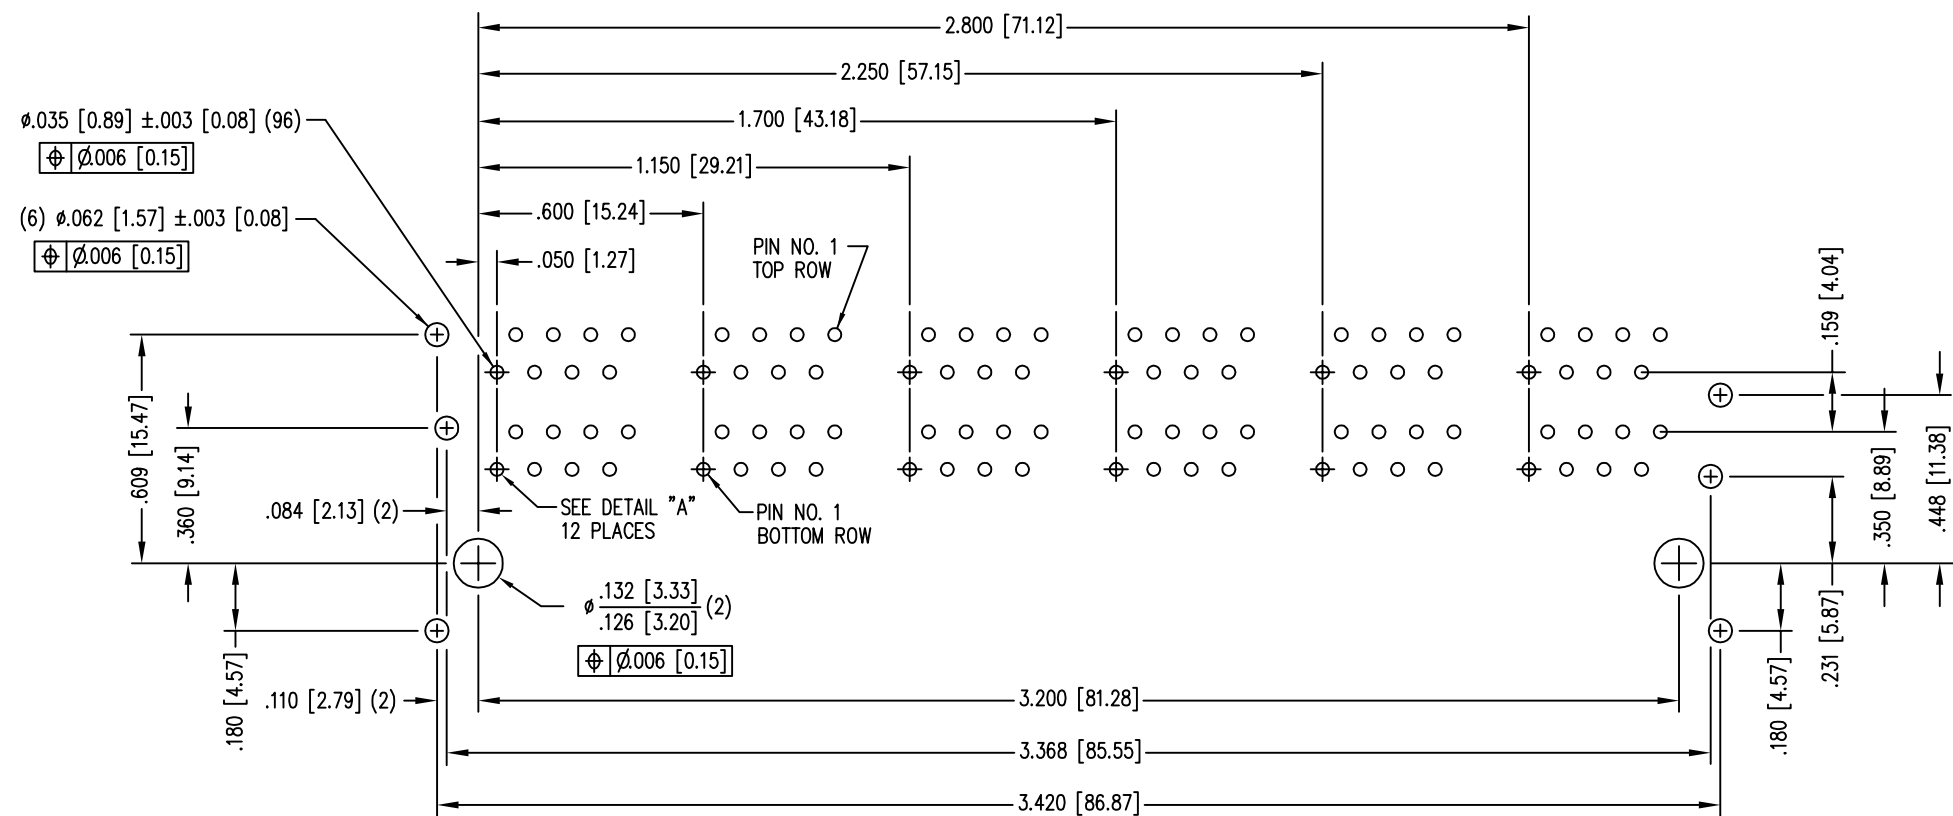 2.800 [71.12]
2.250 [57.15]
ø.035 [0.89] ±.003 [0.08] (96)
1.700 [43.18]
⌖ Ø.006 [0.15]
1.150 [29.21]
(6) ø.062 [1.57] ±.003 [0.08]
.600 [15.24]
⌖ Ø.006 [0.15]
.050 [1.27]
PIN NO. 1
TOP ROW
.159 [4.04]
.609 [15.47]
.360 [9.14]
.084 [2.13] (2)
SEE DETAIL "A"
12 PLACES
PIN NO. 1
BOTTOM ROW
.350 [8.89]
.448 [11.38]
ø .132 [3.33] (2)
.126 [3.20]
⌖ Ø.006 [0.15]
.231 [5.87]
.180 [4.57]
.110 [2.79] (2)
3.200 [81.28]
.180 [4.57]
3.368 [85.55]
3.420 [86.87]